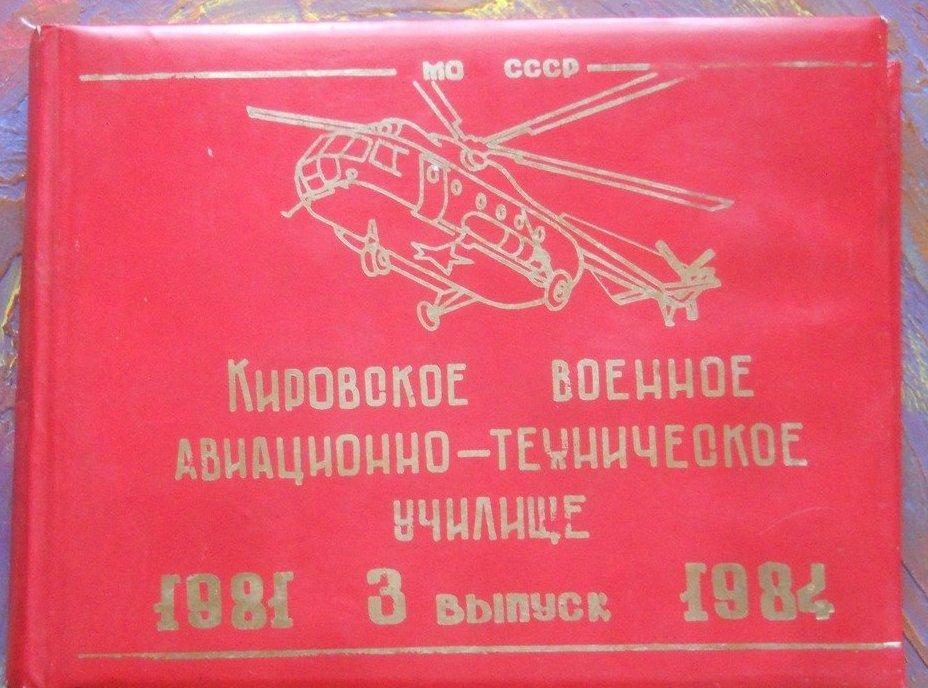 МО СССР
Кировское военное
авиационно-техническое
училище
1981 3 выпуск 1984